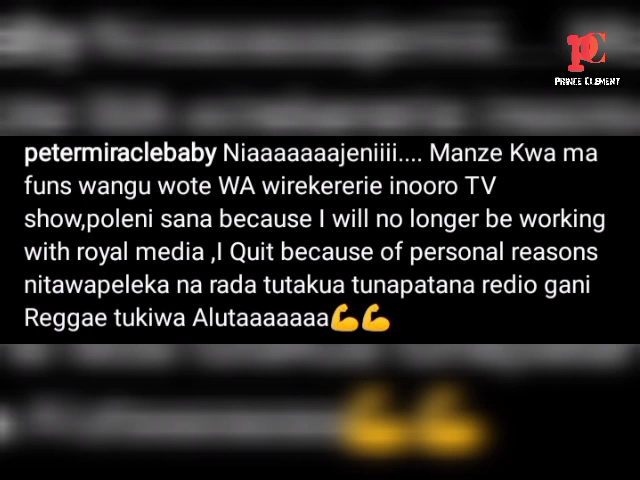 PC
PRINCE CLEMENT
petermiraclebaby Niaaaaaaajeniiii.... Manze Kwa ma
funs wangu wote WA wirekererie inooro TV
show,poleni sana because I will no longer be working
with royal media ,I Quit because of personal reasons
nitawapeleka na rada tutakua tunapatana redio gani
Reggae tukiwa Alutaaaaaaa💪💪